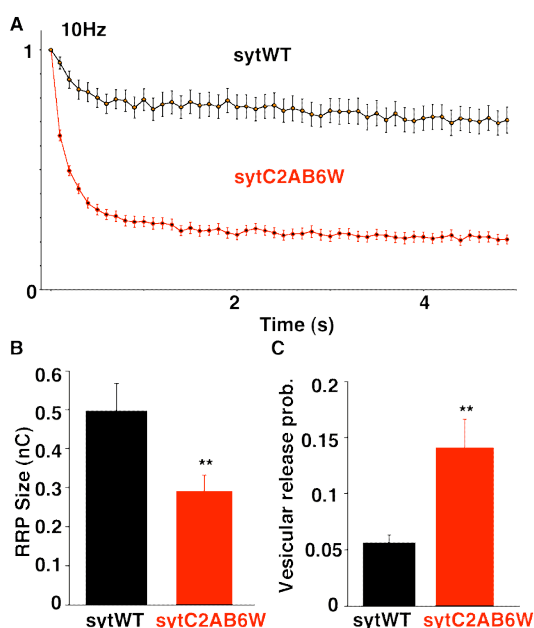 A
10Hz
1
sytWT
sytC2AB6W
0
2
4
Time (s)
B
RRP Size (nC)
0.6
0.5
0.4
0.3
0.2
0.1
0
**
sytWT
sytC2AB6W
C
Vesicular release prob.
0.2
0.15
0.1
0.05
0
**
sytWT
sytC2AB6W